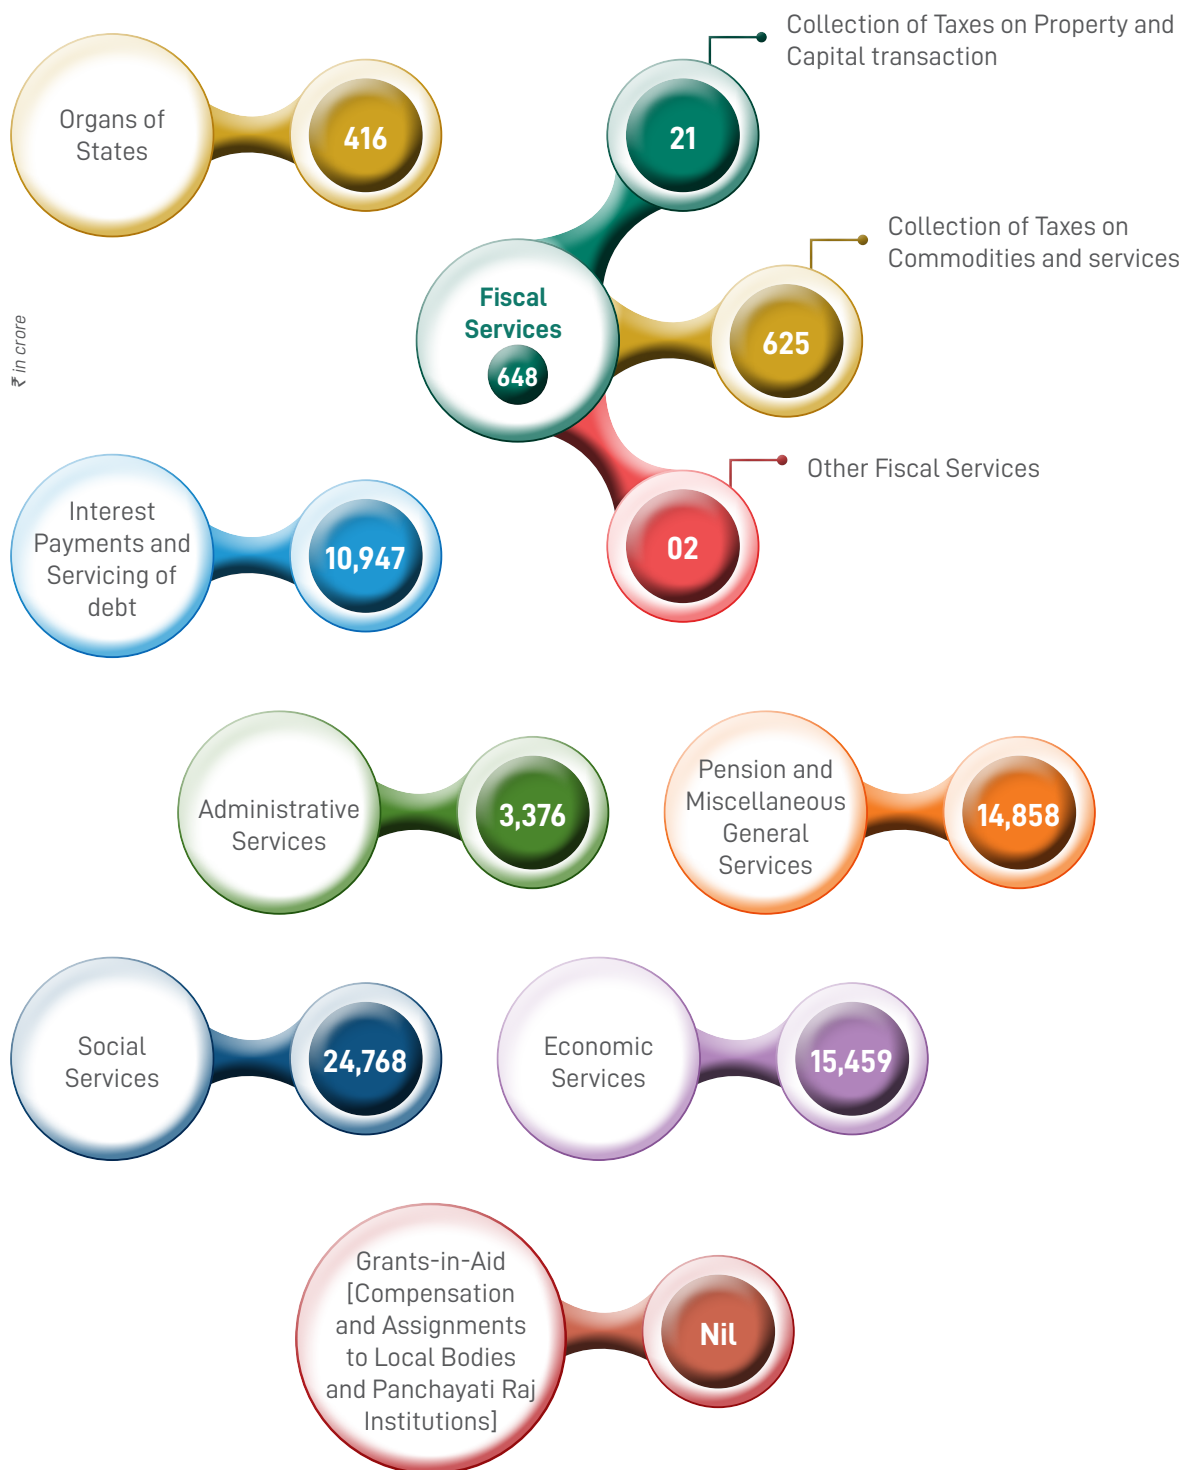 Organs of
States
416
Collection of Taxes on Property and
Capital transaction
21
Collection of Taxes on
Commodities and services
Fiscal
Services
648
625
₹ in crore
Other Fiscal Services
02
Interest
Payments and
Servicing of
debt
10,947
Administrative
Services
3,376
Pension and
Miscellaneous
General
Services
14,858
Social
Services
24,768
Economic
Services
15,459
Grants-in-Aid
[Compensation
and Assignments
to Local Bodies
and Panchayati Raj
Institutions]
Nil